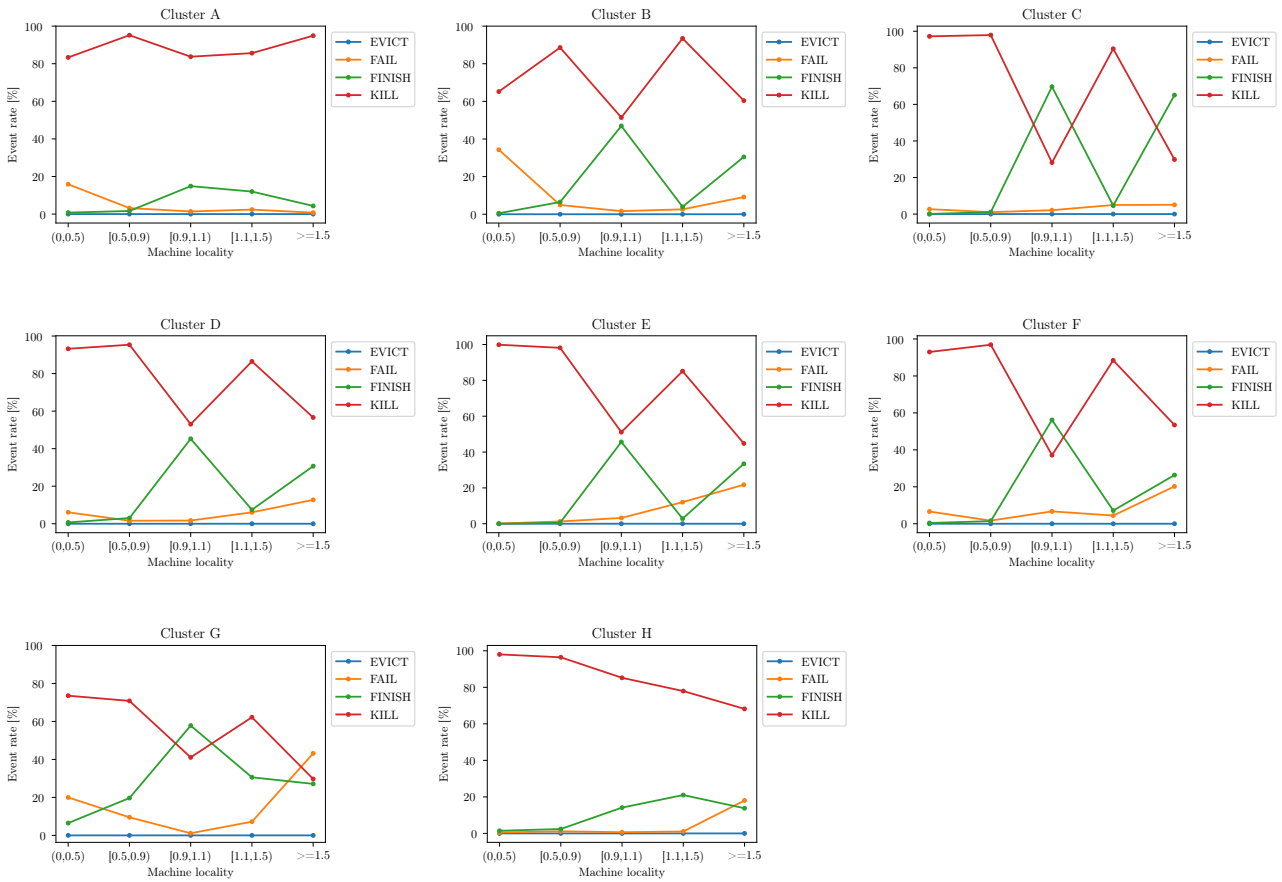 Cluster A
100
80
60
40
20
0
Event rate [%]
(0,0.5) [0.5,0.9) [0.9,1.1) [1.1,1.5) >=1.5
Machine locality
EVICT
FAIL
FINISH
KILL
Cluster B
100
80
60
40
20
0
Event rate [%]
(0,0.5) [0.5,0.9) [0.9,1.1) [1.1,1.5) >=1.5
Machine locality
EVICT
FAIL
FINISH
KILL
Cluster C
100
80
60
40
20
0
Event rate [%]
(0,0.5) [0.5,0.9) [0.9,1.1) [1.1,1.5) >=1.5
Machine locality
EVICT
FAIL
FINISH
KILL
Cluster D
100
80
60
40
20
0
Event rate [%]
(0,0.5) [0.5,0.9) [0.9,1.1) [1.1,1.5) >=1.5
Machine locality
EVICT
FAIL
FINISH
KILL
Cluster E
100
80
60
40
20
0
Event rate [%]
(0,0.5) [0.5,0.9) [0.9,1.1) [1.1,1.5) >=1.5
Machine locality
EVICT
FAIL
FINISH
KILL
Cluster F
100
80
60
40
20
0
Event rate [%]
(0,0.5) [0.5,0.9) [0.9,1.1) [1.1,1.5) >=1.5
Machine locality
EVICT
FAIL
FINISH
KILL
Cluster G
100
80
60
40
20
0
Event rate [%]
(0,0.5) [0.5,0.9) [0.9,1.1) [1.1,1.5) >=1.5
Machine locality
EVICT
FAIL
FINISH
KILL
Cluster H
100
80
60
40
20
0
Event rate [%]
(0,0.5) [0.5,0.9) [0.9,1.1) [1.1,1.5) >=1.5
Machine locality
EVICT
FAIL
FINISH
KILL